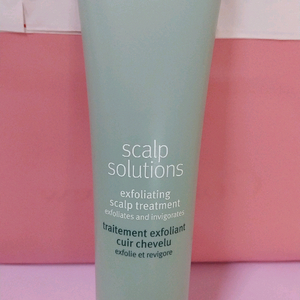 scalp
solutions
exfoliating
scalp treatment
exfoliates and invigorates
traitement exfoliant
cuir chevelu
exfolie et revigore